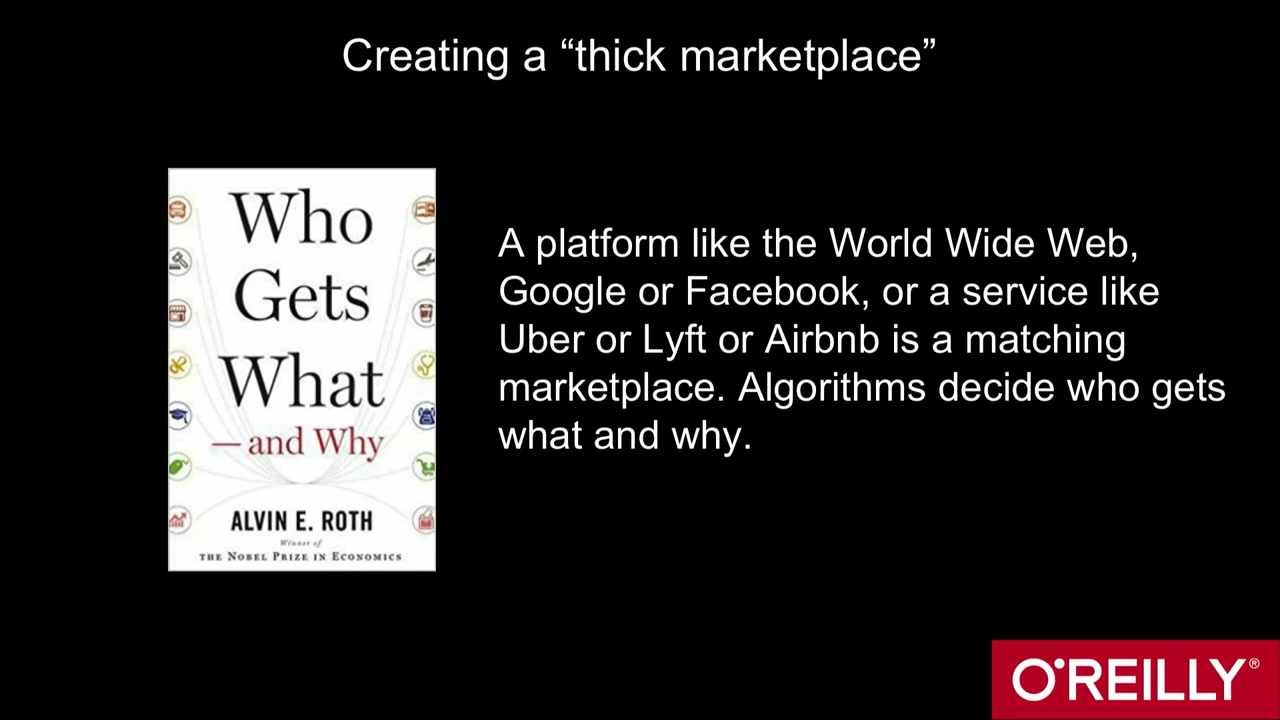 Creating a “thick marketplace”
Who
Gets
What
—and Why
ALVIN E. ROTH
Winner of
THE NOBEL PRIZE IN ECONOMICS
A platform like the World Wide Web,
Google or Facebook, or a service like
Uber or Lyft or Airbnb is a matching
marketplace. Algorithms decide who gets
what and why.
O'REILLY®